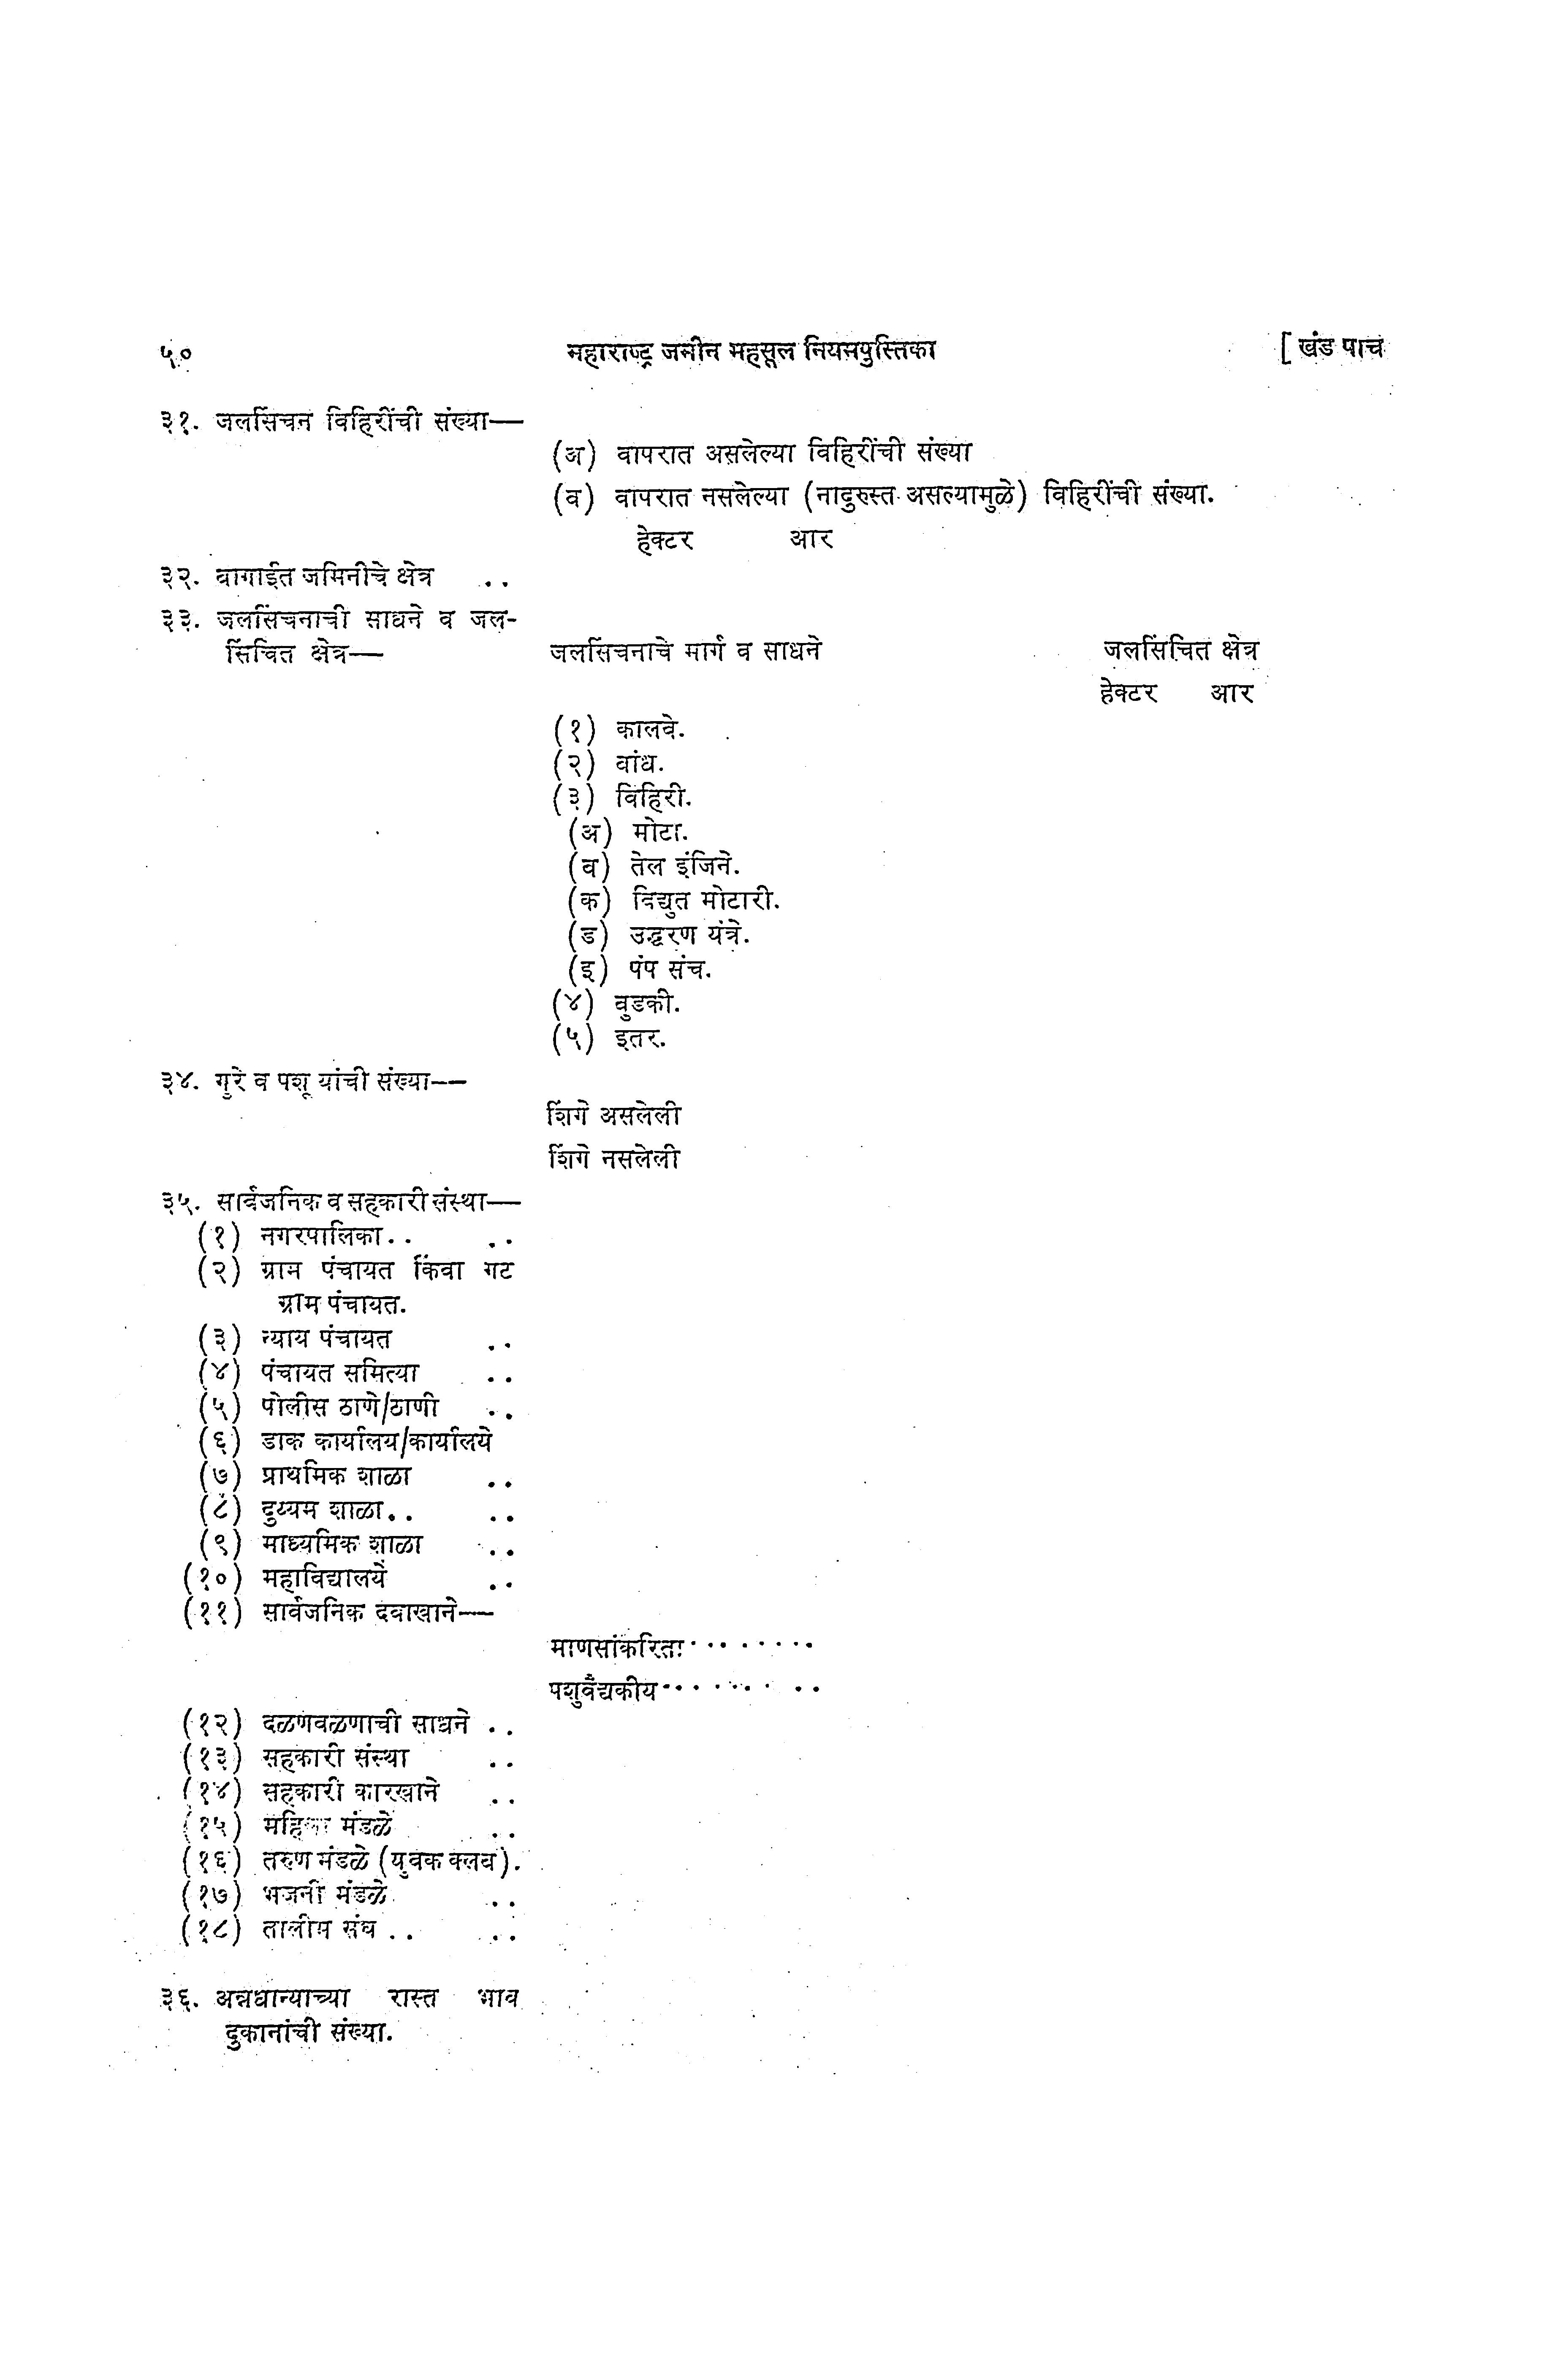 ५० महाराष्ट्र जमीन महसूल नियमपुस्तिका [ खंड पाच
३१. जलसिंचन विहिरींची संख्या—
(अ) वापरात असलेल्या विहिरींची संख्या
(ब) वापरात नसलेल्या (नादुरुस्त असल्यामुळे) विहिरींची संख्या.
हेक्टर आर
३२. बागाईत जमिनीचे क्षेत्र ..
३३. जलसिंचनाची साधने व जल-
सिंचित क्षेत्र— जलसिंचनाचे मार्ग व साधने जलसिंचित क्षेत्र
हेक्टर आर
(१) कालवे.
(२) बांध.
(३) विहिरी.
(अ) मोटा.
(ब) तेल इंजिने.
(क) विद्युत मोटारी.
(ड) उद्धरण यंत्रे.
(इ) पंप संच.
(४) बुडकी.
(५) इतर.
३४. गुरे व पशू यांची संख्या——
शिंगे असलेली
शिंगे नसलेली
३५. सार्वजनिक व सहकारी संस्था—
(१) नगरपालिका.. ..
(२) ग्राम पंचायत किंवा गट
ग्राम पंचायत.
(३) न्याय पंचायत ..
(४) पंचायत समित्या ..
(५) पोलीस ठाणे/ठाणी ..
(६) डाक कार्यालय/कार्यालये
(७) प्राथमिक शाळा ..
(८) दुय्यम शाळा.. ..
(९) माध्यमिक शाळा ..
(१०) महाविद्यालये ..
(११) सार्वजनिक दवाखाने—
माणसांकरिता.........
पशुवैद्यकीय.........
(१२) दळणवळणाची साधने ..
(१३) सहकारी संस्था ..
(१४) सहकारी कारखाने ..
(१५) महिला मंडळे ..
(१६) तरुण मंडळे (युवक क्लब).
(१७) भजनी मंडळे ..
(१८) तालीम संघ .. ..
३६. अन्नधान्याच्या रास्त भाव
दुकानांची संख्या.